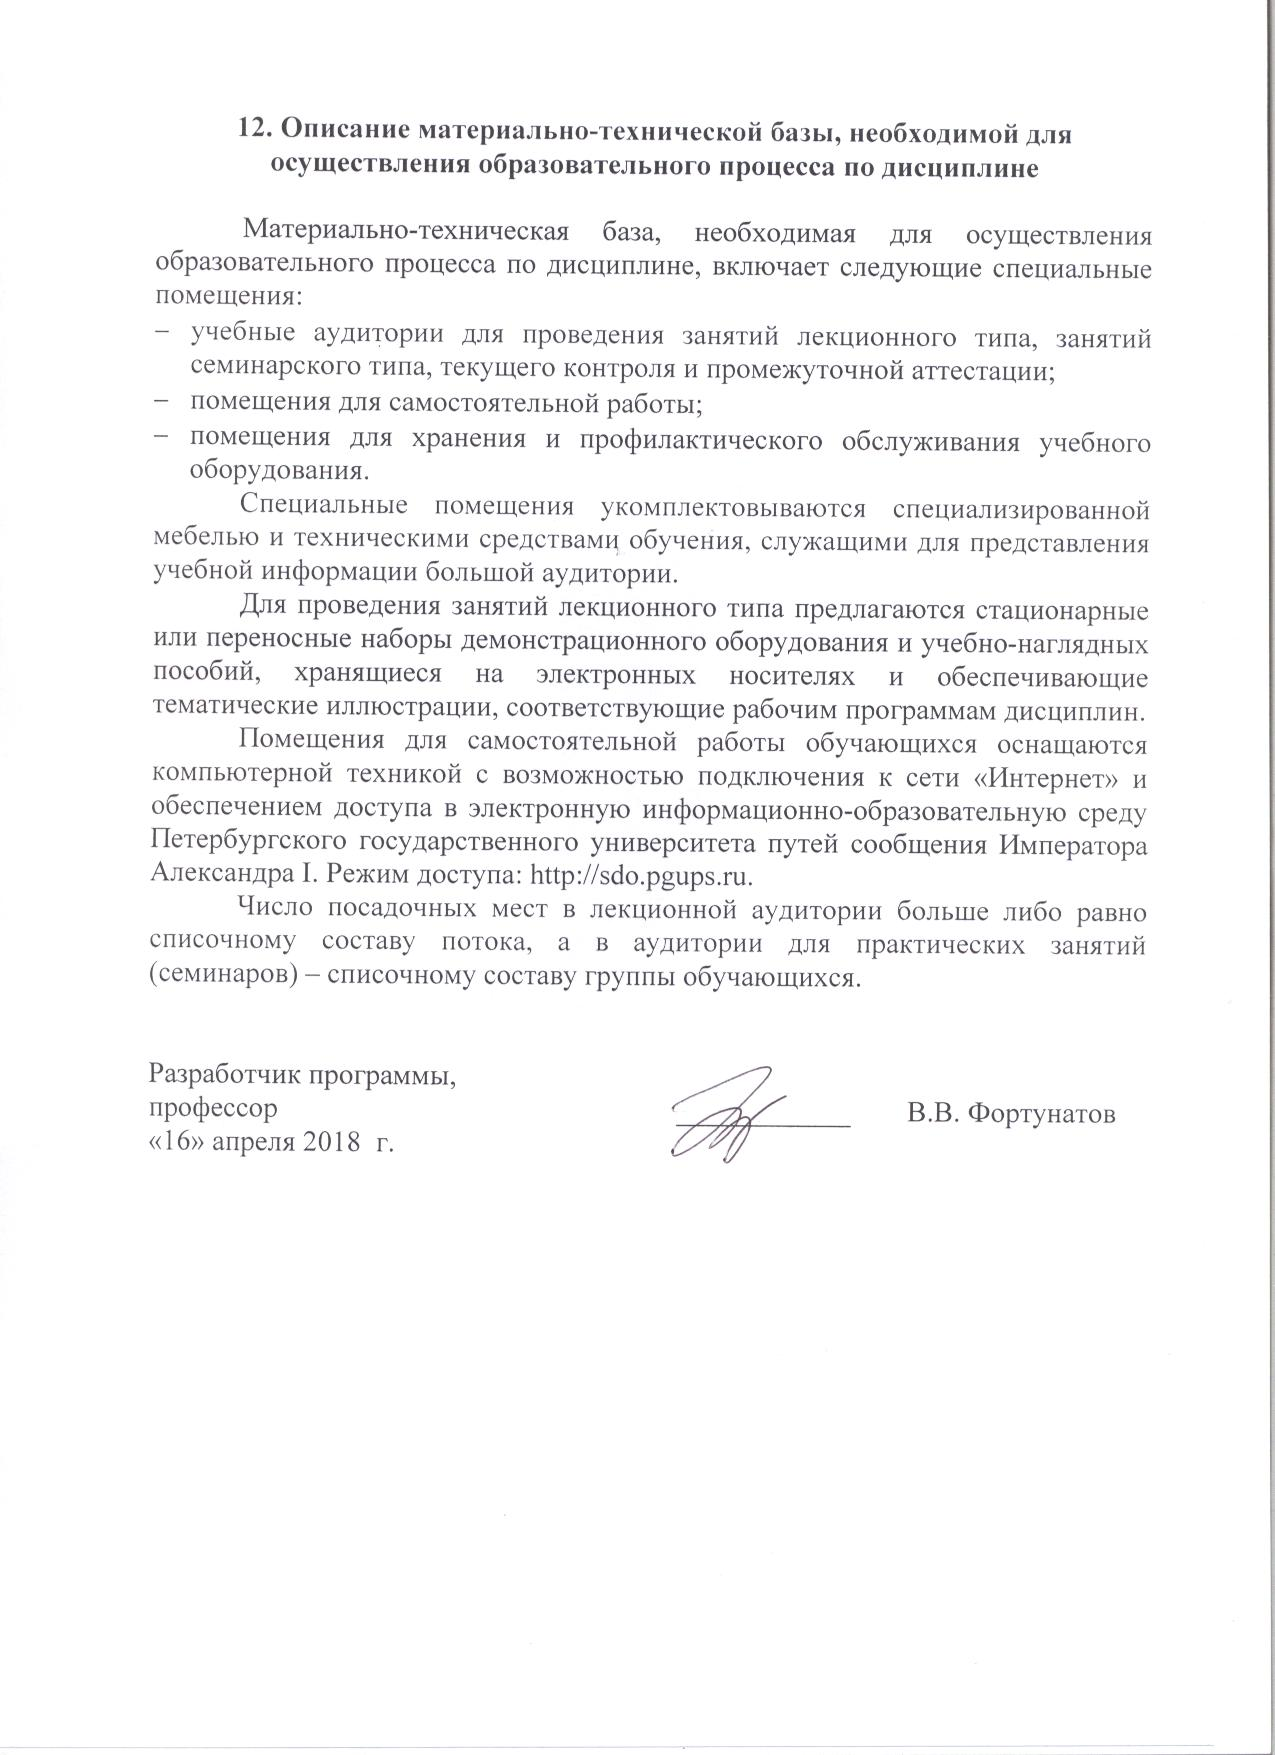 12. Описание материально-технической базы, необходимой для
осуществления образовательного процесса по дисциплине
Материально-техническая база, необходимая для осуществления
образовательного процесса по дисциплине, включает следующие специальные
помещения:
− учебные аудитории для проведения занятий лекционного типа, занятий
семинарского типа, текущего контроля и промежуточной аттестации;
− помещения для самостоятельной работы;
− помещения для хранения и профилактического обслуживания учебного
оборудования.
Специальные помещения укомплектовываются специализированной
мебелью и техническими средствами обучения, служащими для представления
учебной информации большой аудитории.
Для проведения занятий лекционного типа предлагаются стационарные
или переносные наборы демонстрационного оборудования и учебно-наглядных
пособий, хранящиеся на электронных носителях и обеспечивающие
тематические иллюстрации, соответствующие рабочим программам дисциплин.
Помещения для самостоятельной работы обучающихся оснащаются
компьютерной техникой с возможностью подключения к сети «Интернет» и
обеспечением доступа в электронную информационно-образовательную среду
Петербургского государственного университета путей сообщения Императора
Александра I. Режим доступа: http://sdo.pgups.ru.
Число посадочных мест в лекционной аудитории больше либо равно
списочному составу потока, а в аудитории для практических занятий
(семинаров) – списочному составу группы обучающихся.
Разработчик программы,
профессор В.В. Фортунатов
«16» апреля 2018 г.